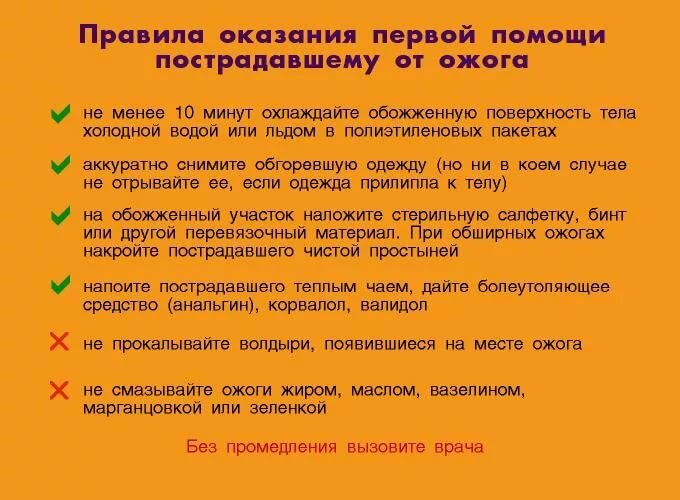 Правила оказания первой помощи
пострадавшему от ожога
не менее 10 минут охлаждайте обожженную поверхность тела
холодной водой или льдом в полиэтиленовых пакетах
аккуратно снимите обгоревшую одежду (но ни в коем случае
не отрывайте ее, если одежда прилипла к телу)
на обожженный участок наложите стерильную салфетку, бинт
или другой перевязочный материал. При обширных ожогах
накройте пострадавшего чистой простыней
напоите пострадавшего теплым чаем, дайте болеутоляющее
средство (анальгин), корвалол, валидол
не прокалывайте волдыри, появившиеся на месте ожога
не смазывайте ожоги жиром, маслом, вазелином,
марганцовкой или зеленкой
Без промедления вызовите врача